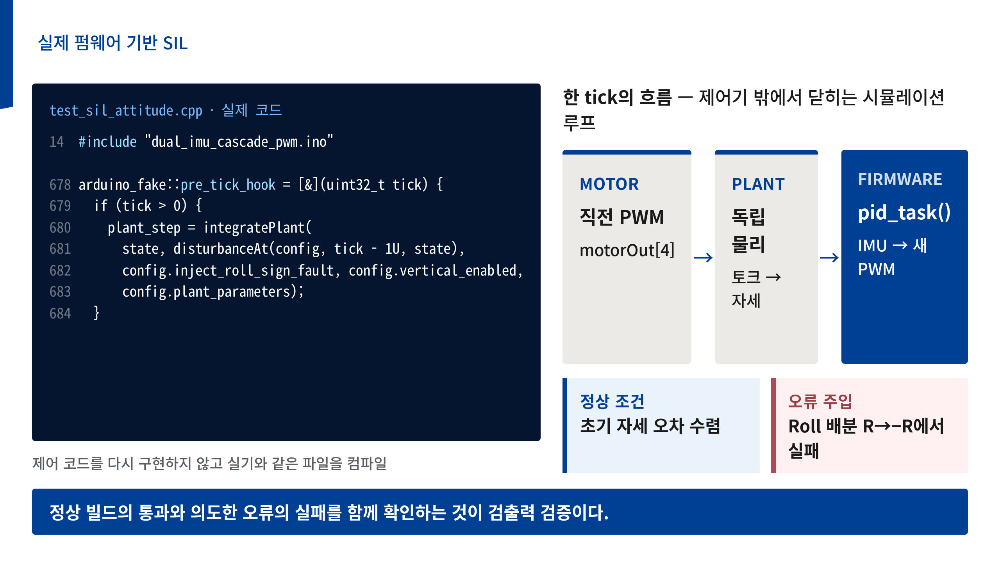 실제 펌웨어 기반 SIL
test_sil_attitude.cpp · 실제 코드
14 #include "dual_imu_cascade_pwm.ino"
678 arduino_fake::pre_tick_hook = [&](uint32_t tick) {
679 if (tick > 0) {
680 plant_step = integratePlant(
681 state, disturbanceAt(config, tick - 1U, state),
682 config.inject_roll_sign_fault, config.vertical_enabled,
683 config.plant_parameters);
684 }
제어 코드를 다시 구현하지 않고 실기와 같은 파일을 컴파일
한 tick의 흐름 — 제어기 밖에서 닫히는 시뮬레이션
루프
MOTOR
직전 PWM
motorOut[4]
→
PLANT
독립
물리
토크 →
자세
→
FIRMWARE
pid_task()
IMU → 새
PWM
정상 조건
초기 자세 오차 수렴
오류 주입
Roll 배분 R→−R에서
실패
정상 빌드의 통과와 의도한 오류의 실패를 함께 확인하는 것이 검출력 검증이다.